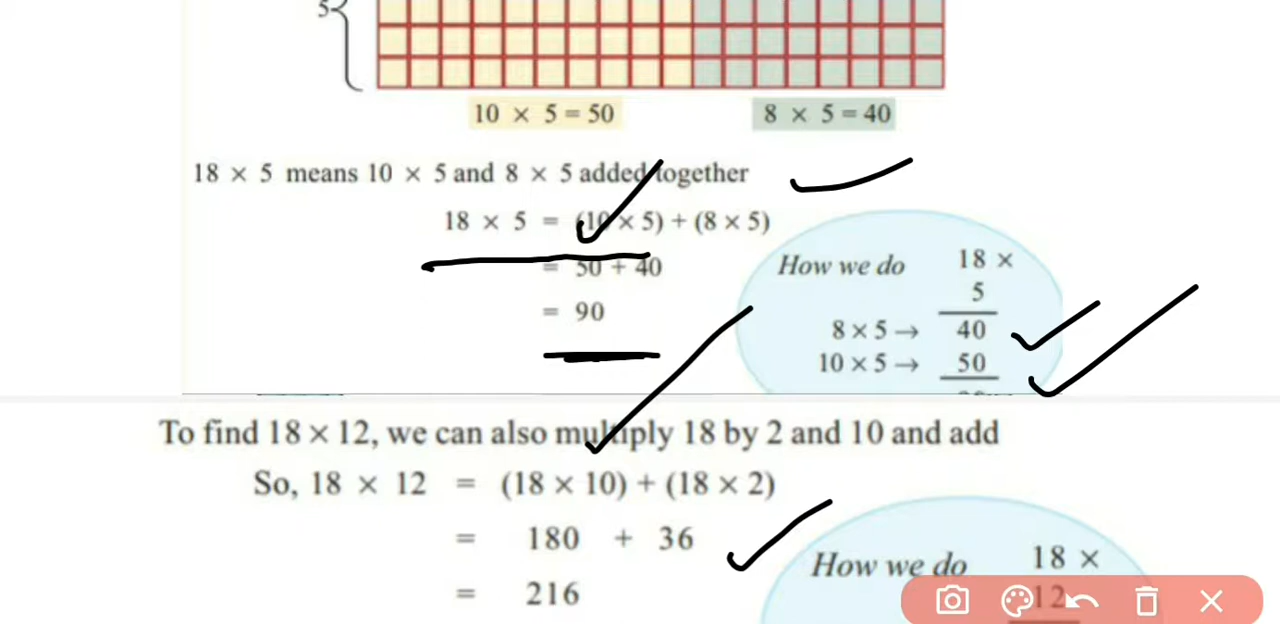 5
10 × 5 = 50
8 × 5 = 40
18 × 5 means 10 × 5 and 8 × 5 added together
18 × 5 = (10 × 5) + (8 × 5)
= 50 + 40
= 90
How we do 18 ×
5
8 × 5 → 40
10 × 5 → 50
To find 18 × 12, we can also multiply 18 by 2 and 10 and add
So, 18 × 12 = (18 × 10) + (18 × 2)
= 180 + 36
= 216
How we do 18 ×
12